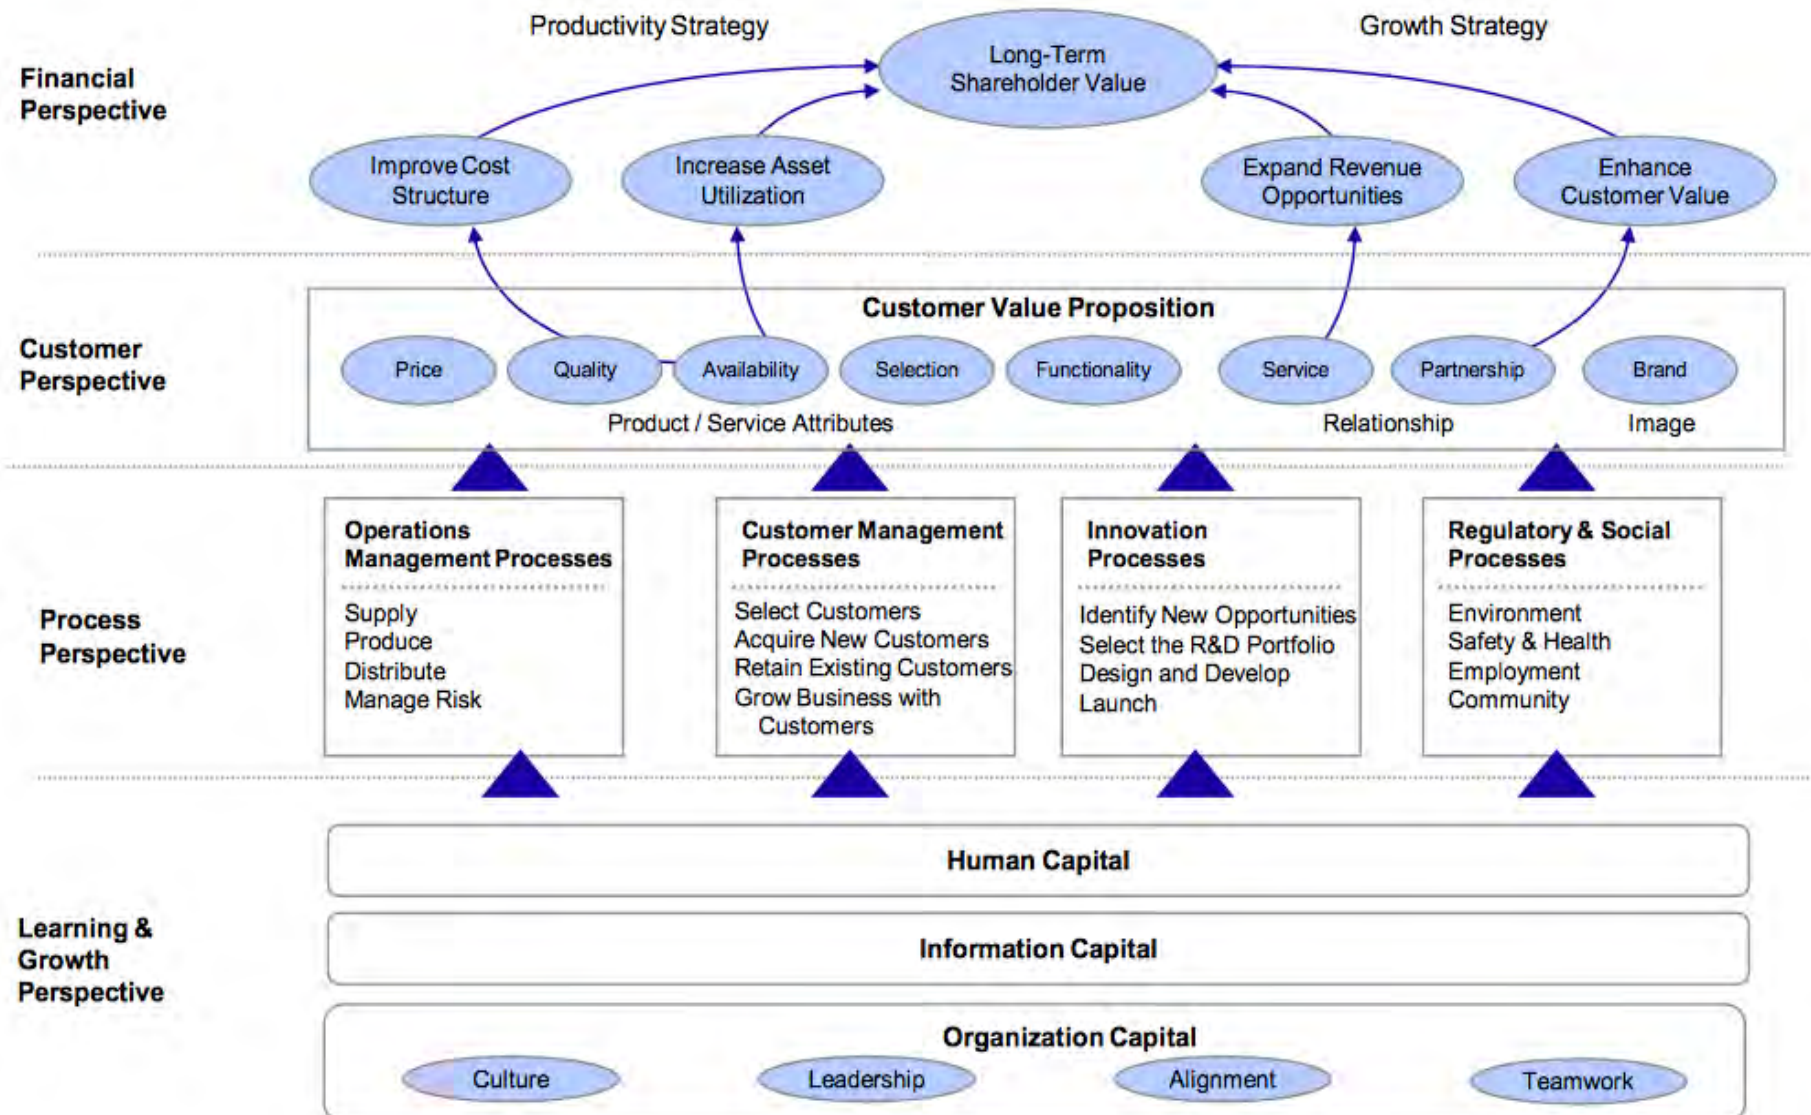 Productivity Strategy
Growth Strategy
Long-Term
Shareholder Value
Financial
Perspective
Improve Cost
Structure
Increase Asset
Utilization
Expand Revenue
Opportunities
Enhance
Customer Value
Customer Value Proposition
Customer
Perspective
Price
Quality
Availability
Selection
Functionality
Service
Partnership
Brand
Product / Service Attributes
Relationship
Image
Process
Perspective
Operations
Management Processes
Supply
Produce
Distribute
Manage Risk
Customer Management
Processes
Select Customers
Acquire New Customers
Retain Existing Customers
Grow Business with
Customers
Innovation
Processes
Identify New Opportunities
Select the R&D Portfolio
Design and Develop
Launch
Regulatory & Social
Processes
Environment
Safety & Health
Employment
Community
Learning &
Growth
Perspective
Human Capital
Information Capital
Organization Capital
Culture
Leadership
Alignment
Teamwork